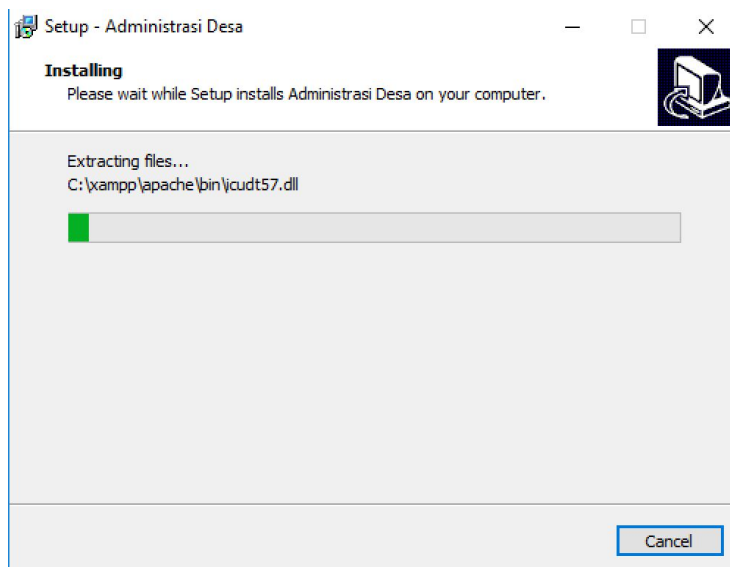 Setup - Administrasi Desa
Installing
Please wait while Setup installs Administrasi Desa on your computer.
Extracting files...
C:\xampp\apache\bin\icudt57.dll
Cancel